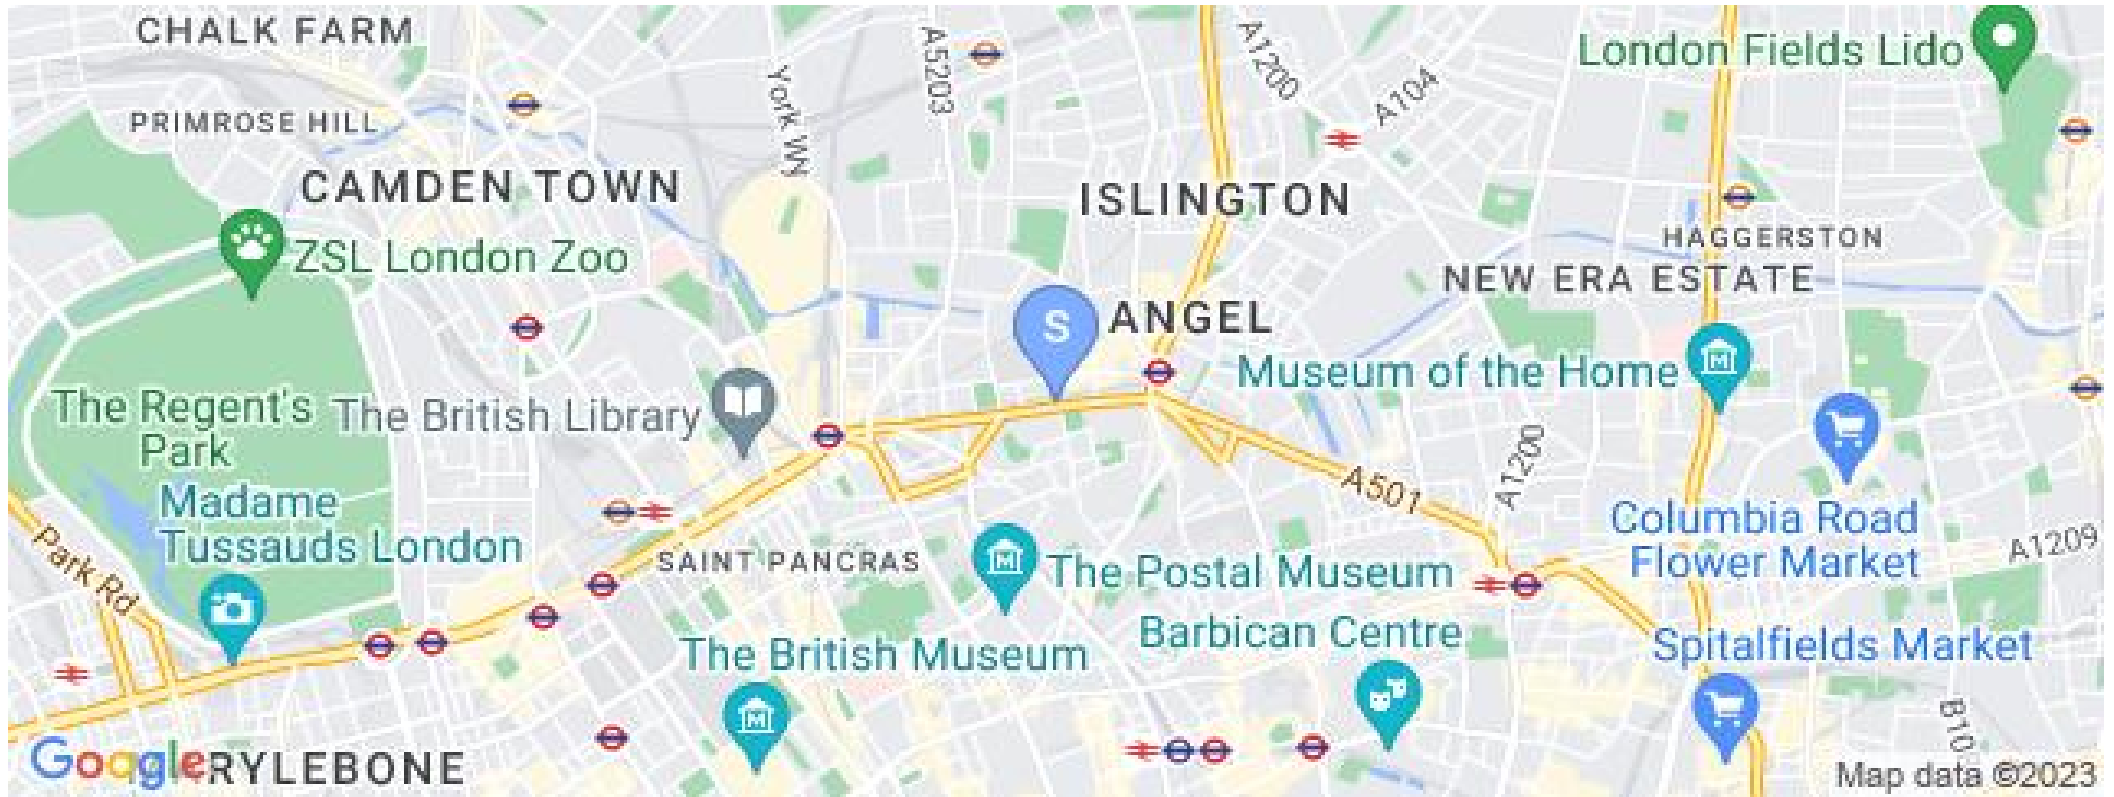 CHALK FARM
A5203
A1200
London Fields Lido
York Wy
A104
PRIMROSE HILL
CAMDEN TOWN
ISLINGTON
HAGGERSTON
ZSL London Zoo
NEW ERA ESTATE
S
ANGEL
Museum of the Home
The Regent's
Park
The British Library
A501
A1200
Madame
Tussauds London
Columbia Road
Flower Market
A1209
Park Rd
SAINT PANCRAS
The Postal Museum
Barbican Centre
The British Museum
Spitalfields Market
B10
Google
RYLEBONE
Map data ©2023